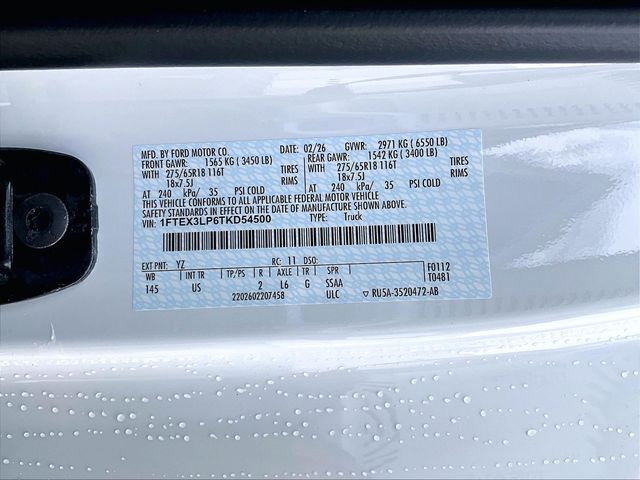 MFD. BY FORD MOTOR CO.
DATE: 02/26 GVWR: 2971 KG (6550 LB)
FRONT GAWR: 1565 KG (3450 LB) REAR GAWR: 1542 KG (3400 LB)
275/65R18 116T TIRES 275/65R18 116T TIRES
18x7.5J RIMS 18x7.5J RIMS
AT 240 kPa/ 35 PSI COLD AT 240 kPa/ 35 PSI COLD
THIS VEHICLE CONFORMS TO ALL APPLICABLE FEDERAL MOTOR VEHICLE
SAFETY STANDARDS IN EFFECT ON THE DATE OF MANUFACTURE SHOWN ABOVE.
VIN: 1FTEX3LP6TKD54500 TYPE: Truck
EXT PNT: YZ RC: 11 DSO:
WB INT TR TP/PS R AXLE TR SPR F0112
145 US 2 L6 G SSAA T0481
2202602207458 ULC ▽ RU5A-3520472-AB